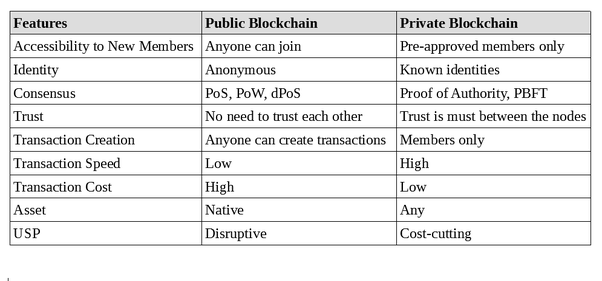 Features Public Blockchain Private Blockchain
Accessibility to New Members Anyone can join Pre-approved members only
Identity Anonymous Known identities
Consensus PoS, PoW, dPoS Proof of Authority, PBFT
Trust No need to trust each other Trust is must between the nodes
Transaction Creation Anyone can create transactions Members only
Transaction Speed Low High
Transaction Cost High Low
Asset Native Any
USP Disruptive Cost-cutting